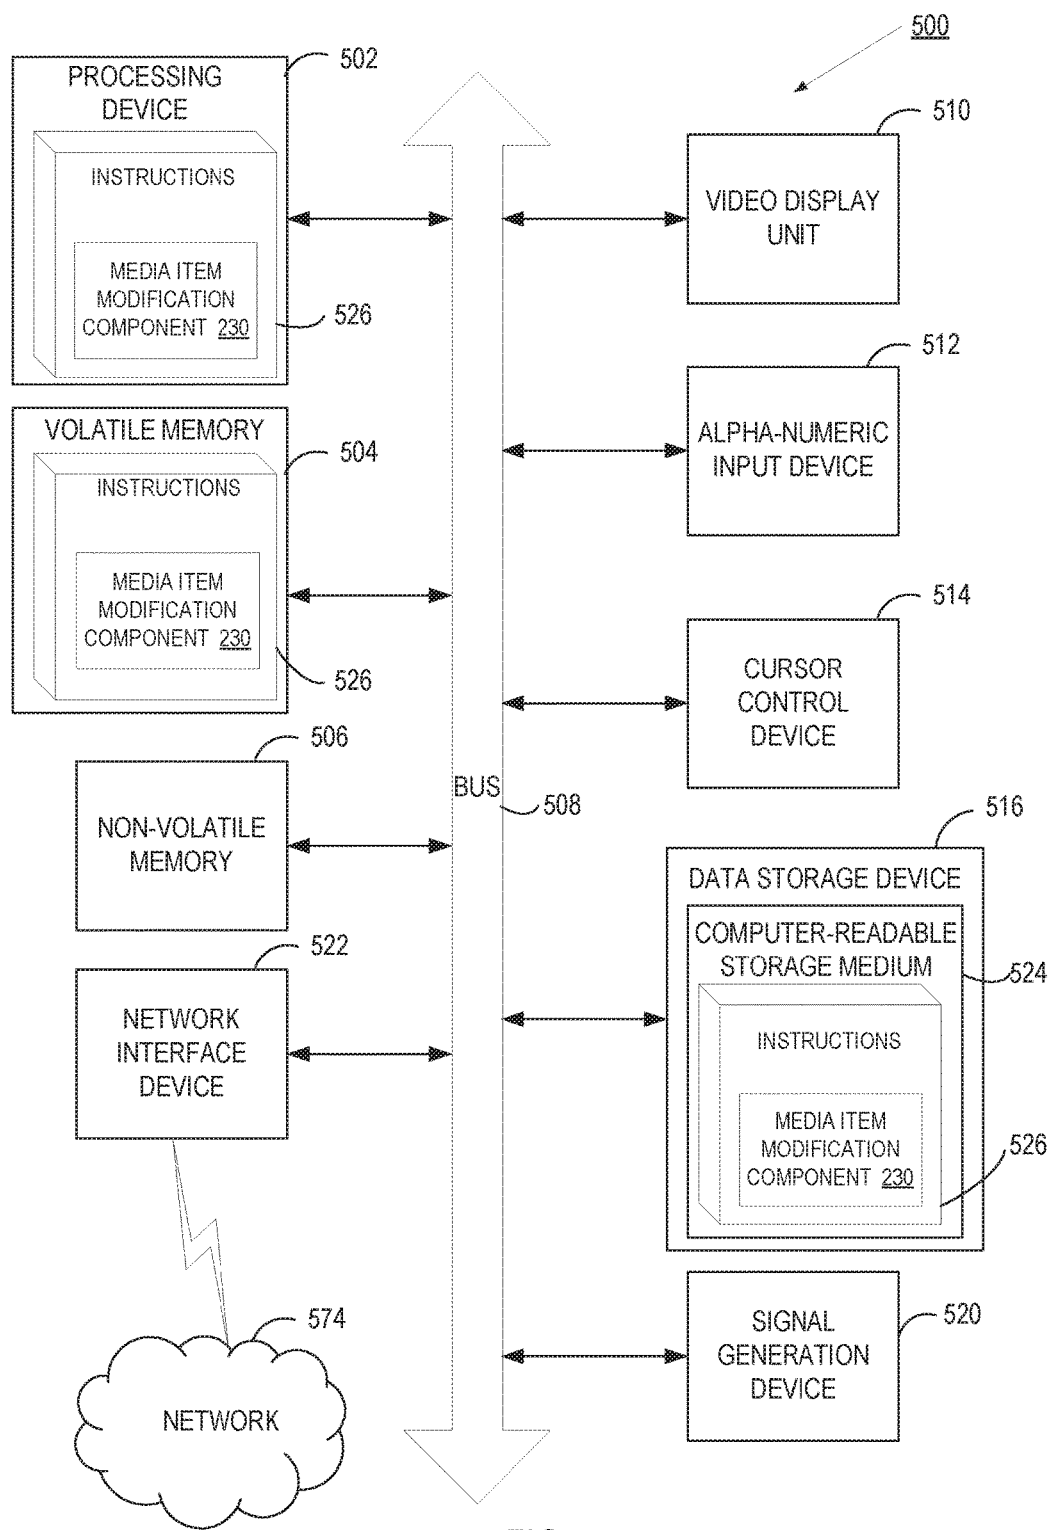 500
502
PROCESSING
DEVICE
INSTRUCTIONS
MEDIA ITEM
MODIFICATION
COMPONENT 230
526
VOLATILE MEMORY
504
INSTRUCTIONS
MEDIA ITEM
MODIFICATION
COMPONENT 230
526
506
NON-VOLATILE
MEMORY
522
NETWORK
INTERFACE
DEVICE
574
NETWORK
BUS
508
510
VIDEO DISPLAY
UNIT
512
ALPHA-NUMERIC
INPUT DEVICE
514
CURSOR
CONTROL
DEVICE
516
DATA STORAGE DEVICE
COMPUTER-READABLE
STORAGE MEDIUM
524
INSTRUCTIONS
MEDIA ITEM
MODIFICATION
COMPONENT 230
526
520
SIGNAL
GENERATION
DEVICE